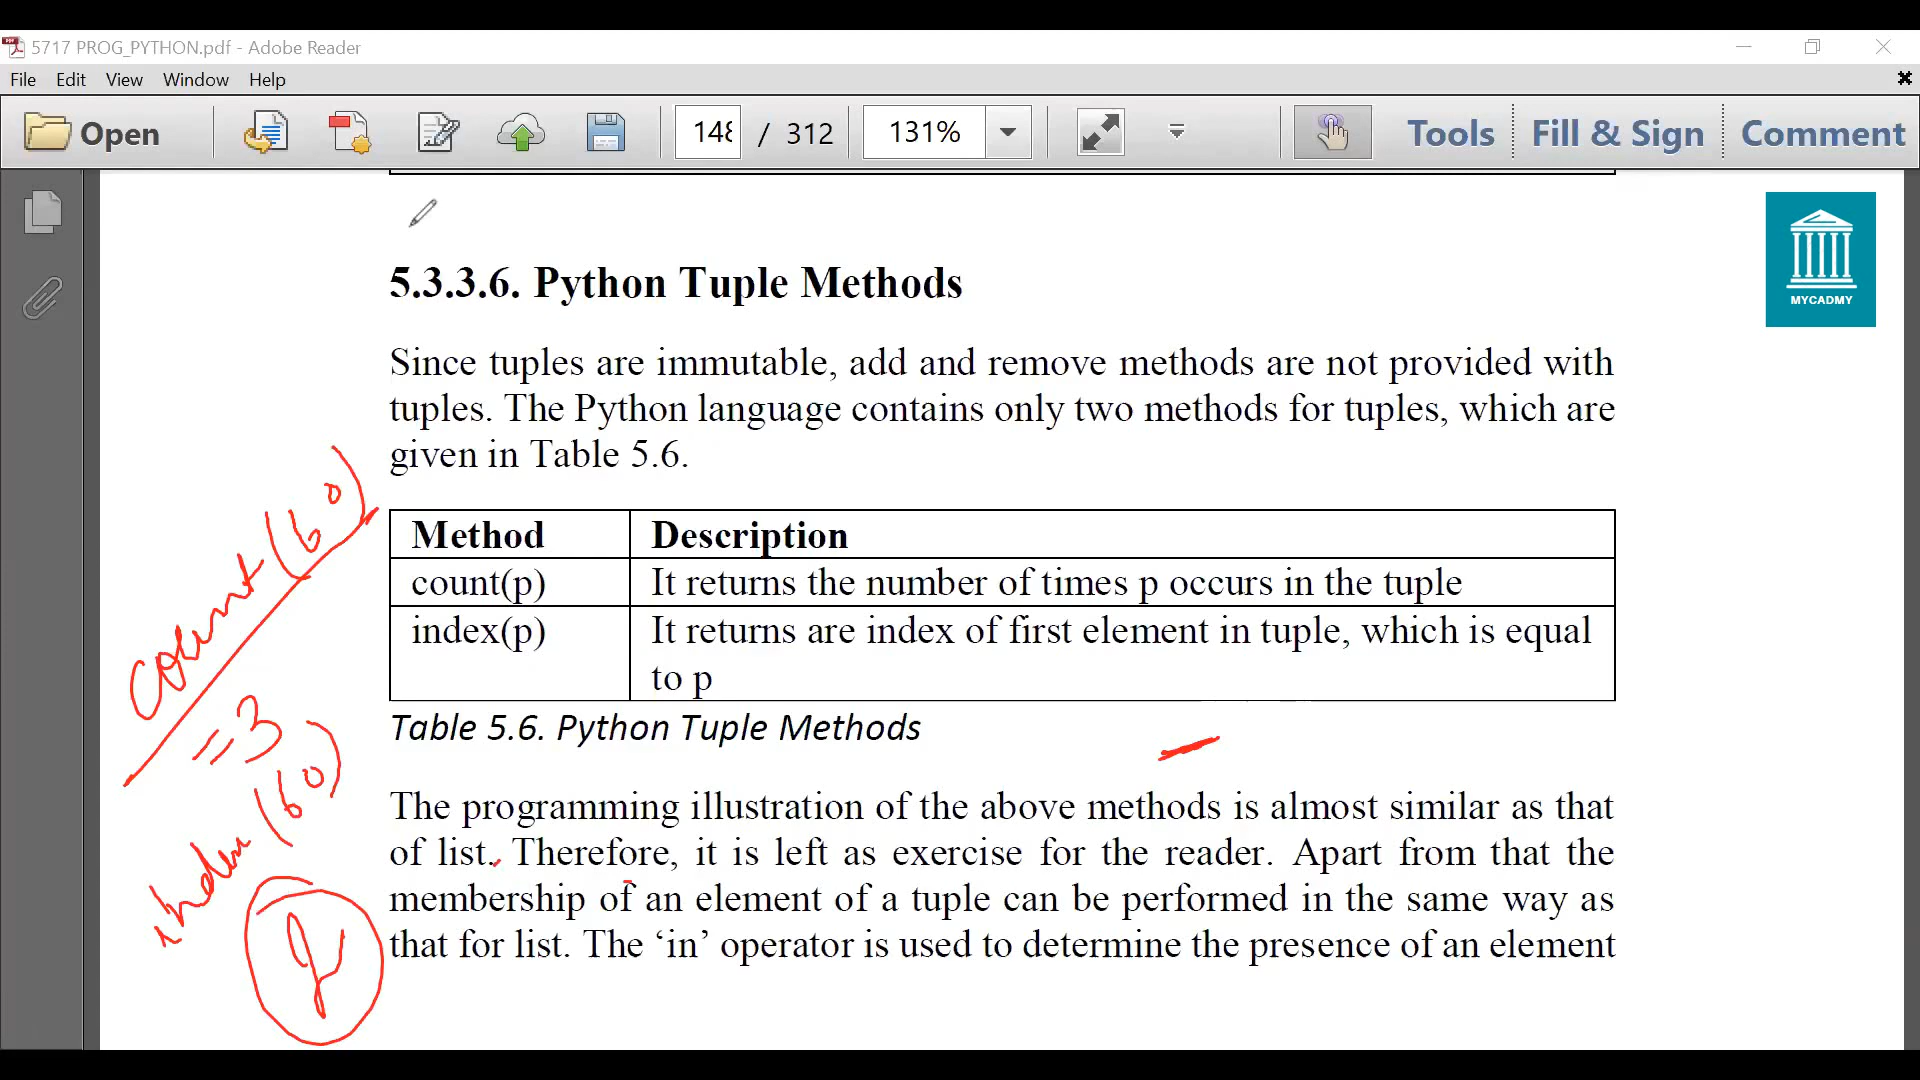 5717 PROG_PYTHON.pdf - Adobe Reader
File Edit View Window Help
Open 148 / 312 131% Tools Fill & Sign Comment
MYCADMY
5.3.3.6. Python Tuple Methods
Since tuples are immutable, add and remove methods are not provided with
tuples. The Python language contains only two methods for tuples, which are
given in Table 5.6.
Method Description
count(p) It returns the number of times p occurs in the tuple
index(p) It returns are index of first element in tuple, which is equal
to p
Table 5.6. Python Tuple Methods
The programming illustration of the above methods is almost similar as that
of list. Therefore, it is left as exercise for the reader. Apart from that the
membership of an element of a tuple can be performed in the same way as
that for list. The ‘in’ operator is used to determine the presence of an element
count(60)
=3
index(60)